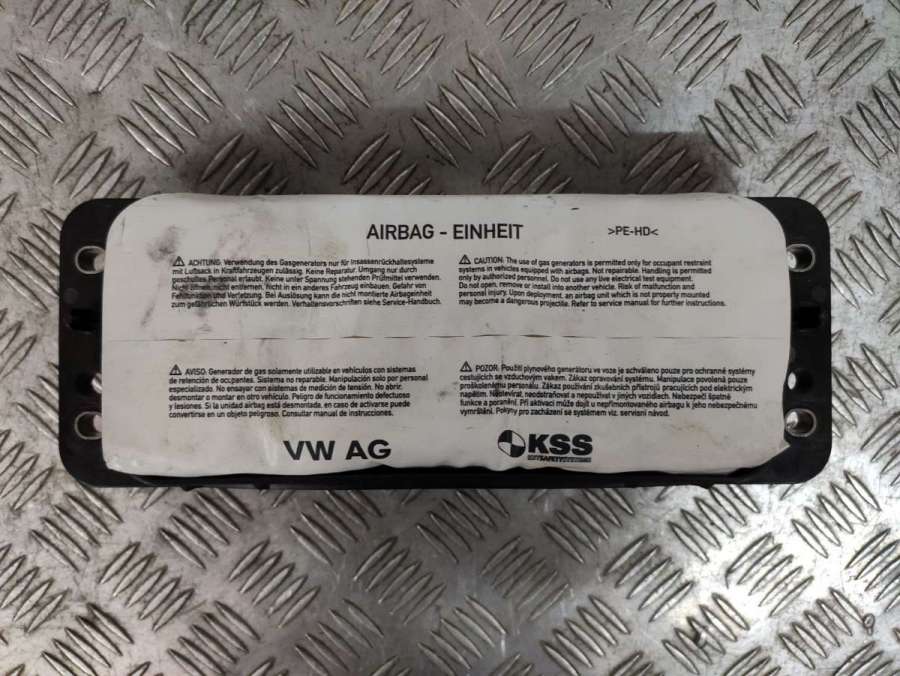 AIRBAG - EINHEIT
>PE-HD<
⚠ ACHTUNG: Verwendung des Gasgenerators nur für Insassenrückhaltesysteme
mit Luftsack in Kraftfahrzeugen zulässig. Keine Reparatur. Umgang nur durch
geschultes Personal erlaubt. Keine unter Spannung stehenden Prüfmittel verwenden.
Nicht öffnen, nicht entfernen, nicht in ein anderes Fahrzeug einbauen. Gefahr von
Fehlfunktion und Verletzung. Bei Auslösung kann die nicht montierte Airbageinheit
zum gefährlichen Würfstück werden. Verhaltensvorschriften siehe Service-Handbuch.
⚠ CAUTION: The use of gas generators is permitted only for occupant restraint
systems in vehicles equipped with airbags. Not repairable. Handling is permitted
only by authorized personnel. Do not use any live electrical test equipment.
Do not open, remove or install into another vehicle. Risk of malfunction and
personal injury. Upon deployment, an airbag unit which is not properly mounted
may become a dangerous projectile. Refer to service manual for further instructions.
⚠ AVISO: Generador de gas solamente utilizable en vehículos con sistemas
de retención de ocupantes. Sistema no reparable. Manipulación solo por personal
especializado. No ensayar con sistemas de medición de tensión. No abrir,
desmontar o montar en otro vehículo. Peligro de funcionamiento defectuoso
y lesiones. Si la unidad airbag está desmontada, en caso de activarse puede
convertirse en un objeto peligroso. Consultar manual de instrucciones.
⚠ POZOR: Použití plynového generátoru ve voze je schváleno pouze pro ochranné systémy
cestujících se vzduchovým vakem. Zákaz opravování systému. Manipulace povolená pouze
proškolenému personálu. Zákaz používání zkušebních přístrojů pracujících pod elektrickým
napětím. Neotevírat, neodstraňovat a nepoužívat v jiných vozidlech. Nebezpečí špatné
funkce a poranění. Při aktivaci může dojít u nepřimontovaného airbagu k jeho nebezpečnému
vymrštění. Pokyny pro zacházení se systémem viz. servisní návod.
VW AG
KSS
KEY SAFETY SYSTEMS